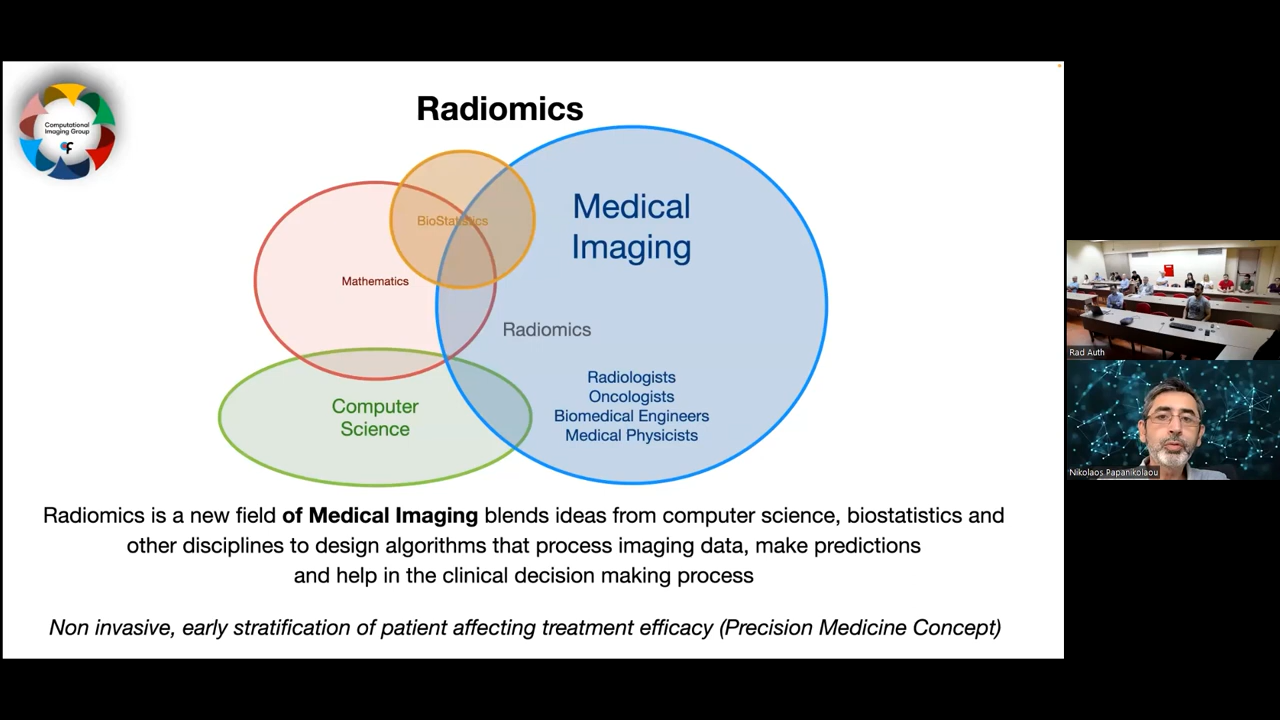 Radiomics
Computational
Imaging Group
BioStatistics
Medical
Imaging
Mathematics
Radiomics
Radiologists
Oncologists
Biomedical Engineers
Medical Physicists
Computer
Science
Radiomics is a new field of Medical Imaging blends ideas from computer science, biostatistics and
other disciplines to design algorithms that process imaging data, make predictions
and help in the clinical decision making process
Non invasive, early stratification of patient affecting treatment efficacy (Precision Medicine Concept)
Rad Auth
Nikolaos Papanikolaou